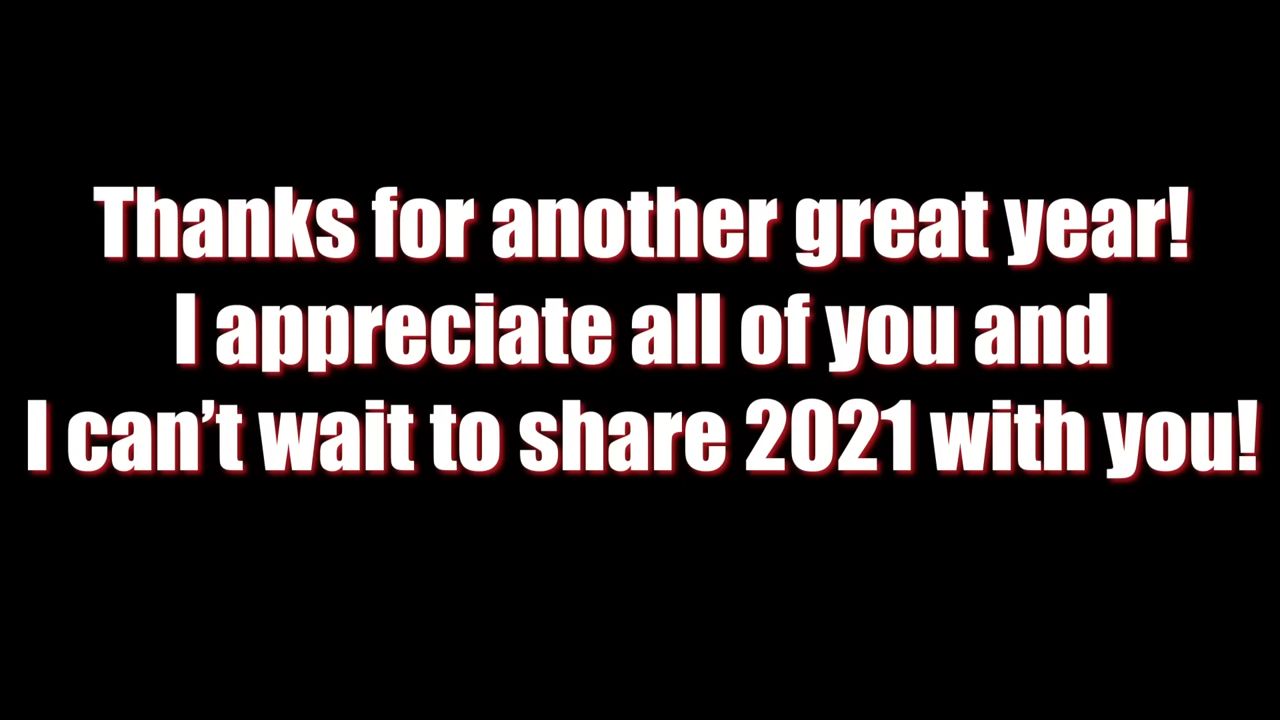 Thanks for another great year!
I appreciate all of you and
I can’t wait to share 2021 with you!